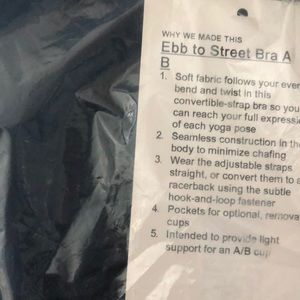 WHY WE MADE THIS
Ebb to Street Bra A
B
1. Soft fabric follows your ever
bend and twist in this
convertible-strap bra so you
can reach your full expressi
of each yoga pose
2. Seamless construction in th
body to minimize chafing
3. Wear the adjustable straps
straight, or convert them to a
racerback using the subtle
hook-and-loop fastener
4. Pockets for optional, remova
cups
5. Intended to provide light
support for an A/B cup